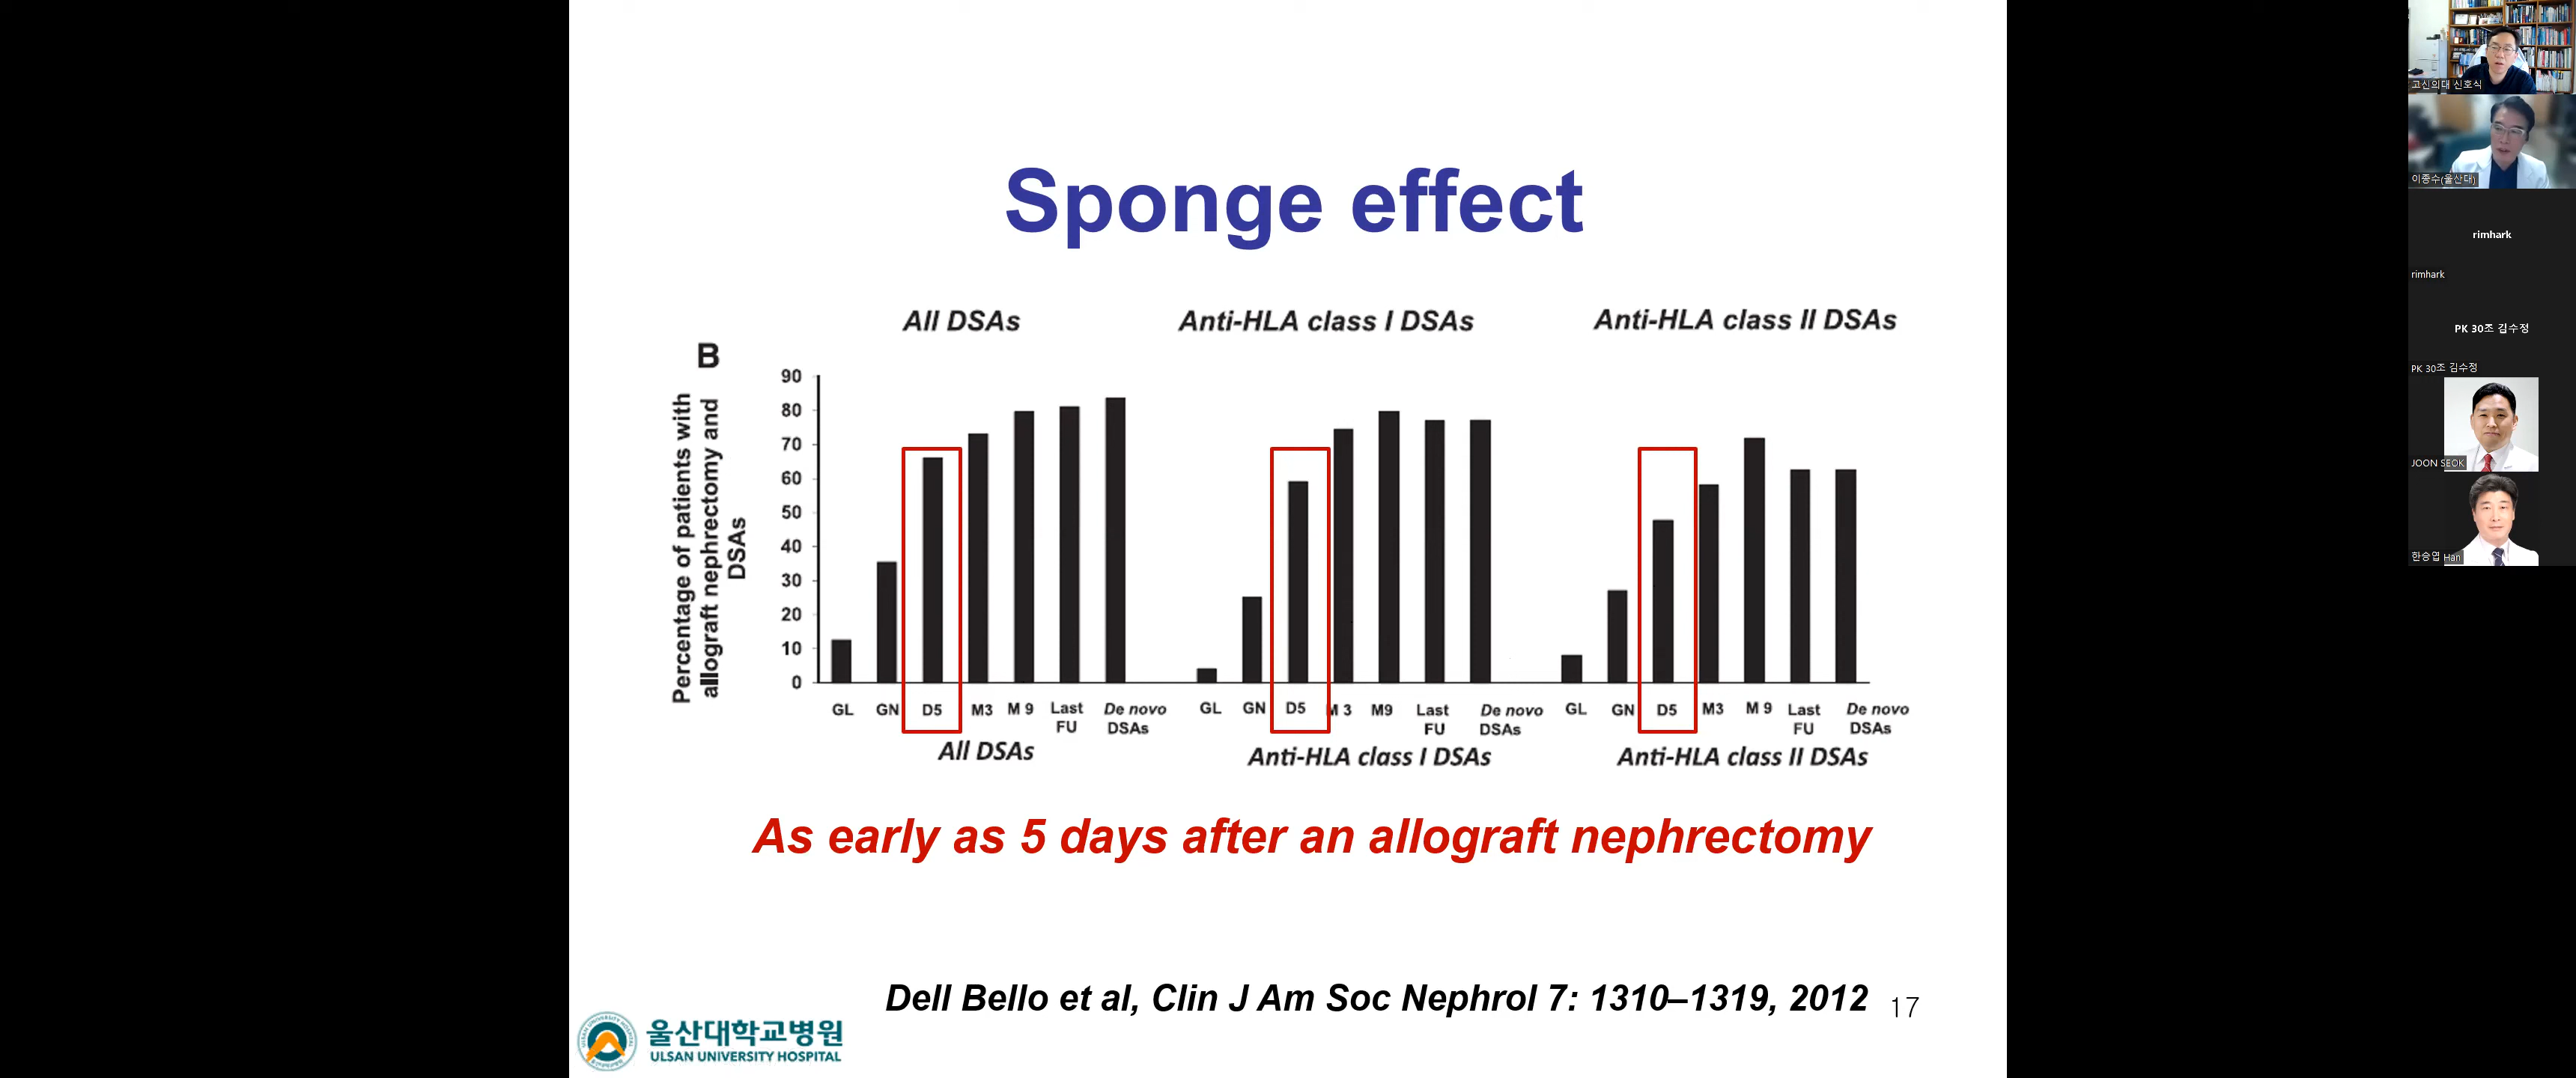 Sponge effect
All DSAs
Anti-HLA class I DSAs
Anti-HLA class II DSAs
B
Percentage of patients with
allograft nephrectomy and
DSAs
90
80
70
60
50
40
30
20
10
0
GL GN D5 M3 M 9 Last FU De novo DSAs
GL GN D5 M 3 M9 Last FU De novo DSAs
GL GN D5 M3 M 9 Last FU De novo DSAs
All DSAs
Anti-HLA class I DSAs
Anti-HLA class II DSAs
As early as 5 days after an allograft nephrectomy
Dell Bello et al, Clin J Am Soc Nephrol 7: 1310–1319, 2012
17
울산대학교병원
ULSAN UNIVERSITY HOSPITAL
고신의대 신호식
이종수(울산대)
rimhark
rimhark
PK 30조 김수정
PK 30조 김수정
JOON SEOK
한승엽 Han